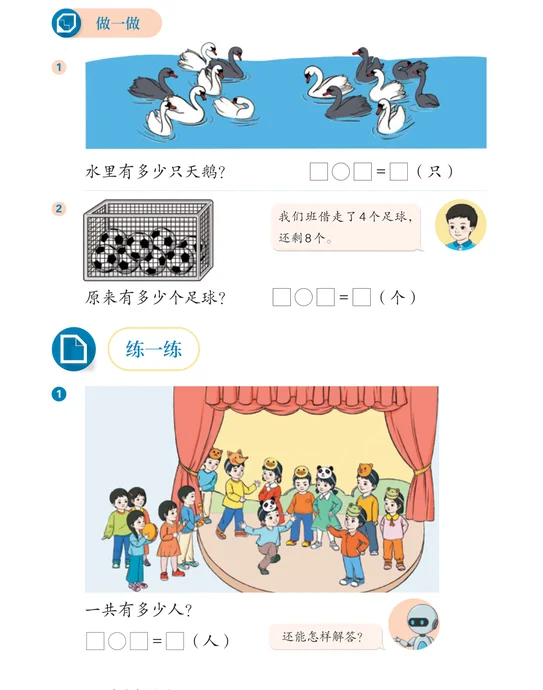 做一做
1
水里有多少只天鹅?
□○□=□(只)
2
我们班借走了4个足球,
还剩8个。
原来有多少个足球?
□○□=□(个)
练一练
1
一共有多少人?
□○□=□(人)
还能怎样解答?